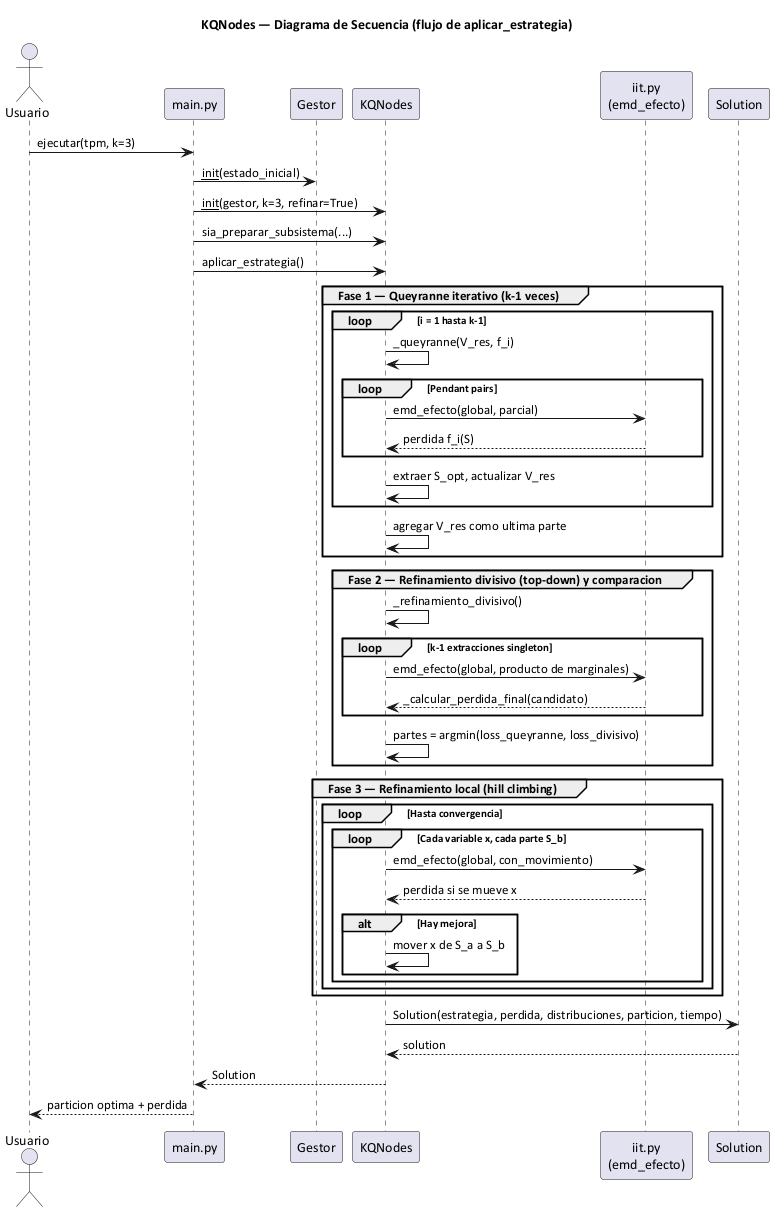 KQNodes — Diagrama de Secuencia (flujo de aplicar_estrategia)
Usuario
main.py
Gestor
KQNodes
iit.py
(emd_efecto)
Solution
ejecutar(tpm, k=3)
init(estado_inicial)
init(gestor, k=3, refinar=True)
sia_preparar_subsistema(...)
aplicar_estrategia()
Fase 1 — Queyranne iterativo (k-1 veces)
loop [i = 1 hasta k-1]
_queyranne(V_res, f_i)
loop [Pendant pairs]
emd_efecto(global, parcial)
perdida f_i(S)
extraer S_opt, actualizar V_res
agregar V_res como ultima parte
Fase 2 — Refinamiento divisivo (top-down) y comparacion
_refinamiento_divisivo()
loop [k-1 extracciones singleton]
emd_efecto(global, producto de marginales)
_calcular_perdida_final(candidato)
partes = argmin(loss_queyranne, loss_divisivo)
Fase 3 — Refinamiento local (hill climbing)
loop [Hasta convergencia]
loop [Cada variable x, cada parte S_b]
emd_efecto(global, con_movimiento)
perdida si se mueve x
alt [Hay mejora]
mover x de S_a a S_b
Solution(estrategia, perdida, distribuciones, particion, tiempo)
solution
Solution
particion optima + perdida
Usuario
main.py
Gestor
KQNodes
iit.py
(emd_efecto)
Solution